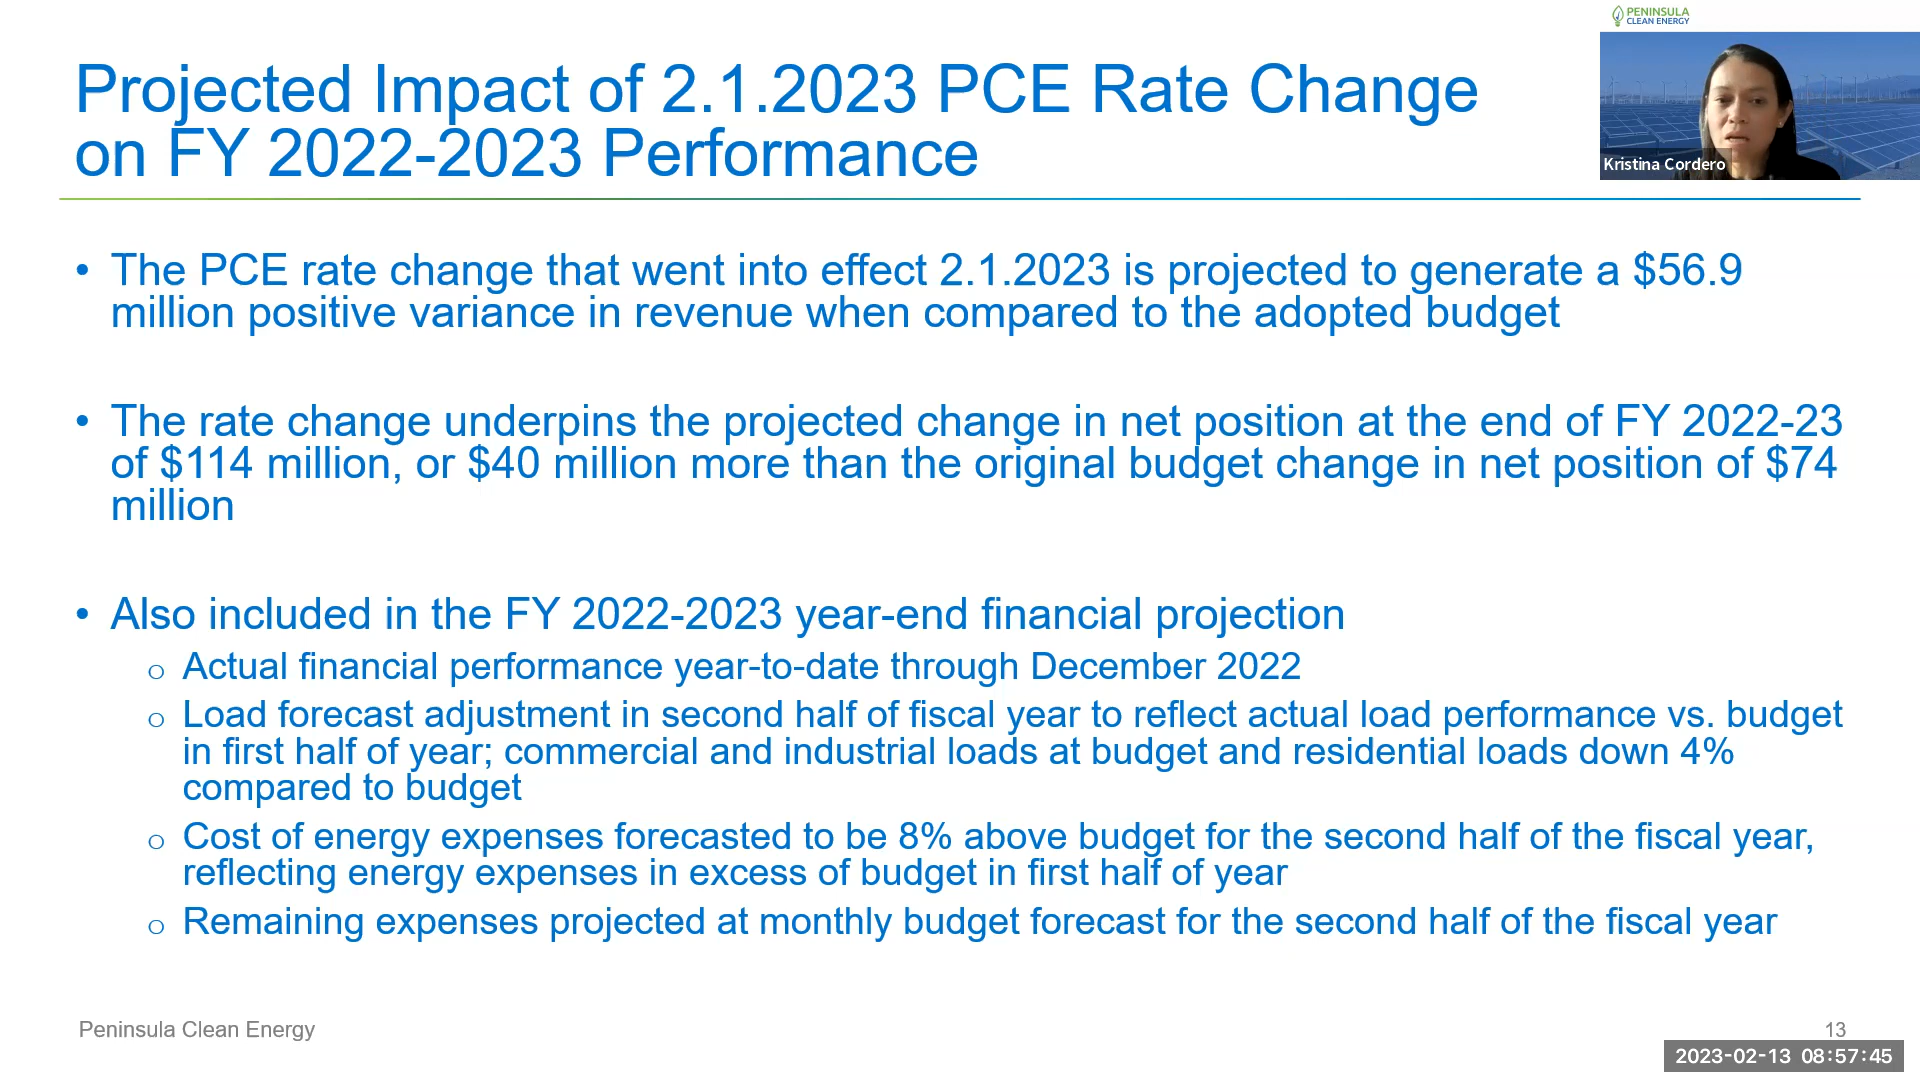 PENINSULA
CLEAN ENERGY
Projected Impact of 2.1.2023 PCE Rate Change
on FY 2022-2023 Performance
Kristina Cordero
• The PCE rate change that went into effect 2.1.2023 is projected to generate a $56.9
million positive variance in revenue when compared to the adopted budget
• The rate change underpins the projected change in net position at the end of FY 2022-23
of $114 million, or $40 million more than the original budget change in net position of $74
million
• Also included in the FY 2022-2023 year-end financial projection
o Actual financial performance year-to-date through December 2022
o Load forecast adjustment in second half of fiscal year to reflect actual load performance vs. budget
in first half of year; commercial and industrial loads at budget and residential loads down 4%
compared to budget
o Cost of energy expenses forecasted to be 8% above budget for the second half of the fiscal year,
reflecting energy expenses in excess of budget in first half of year
o Remaining expenses projected at monthly budget forecast for the second half of the fiscal year
Peninsula Clean Energy
13
2023-02-13 08:57:45